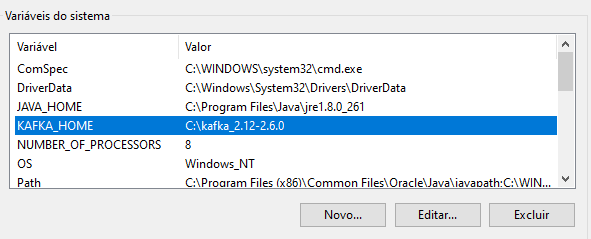 Variáveis do sistema
Variável Valor
ComSpec C:\WINDOWS\system32\cmd.exe
DriverData C:\Windows\System32\Drivers\DriverData
JAVA_HOME C:\Program Files\Java\jre1.8.0_261
KAFKA_HOME C:\kafka_2.12-2.6.0
NUMBER_OF_PROCESSORS 8
OS Windows_NT
Path C:\Program Files (x86)\Common Files\Oracle\Java\javapath;C:\WIN...
Novo... Editar... Excluir